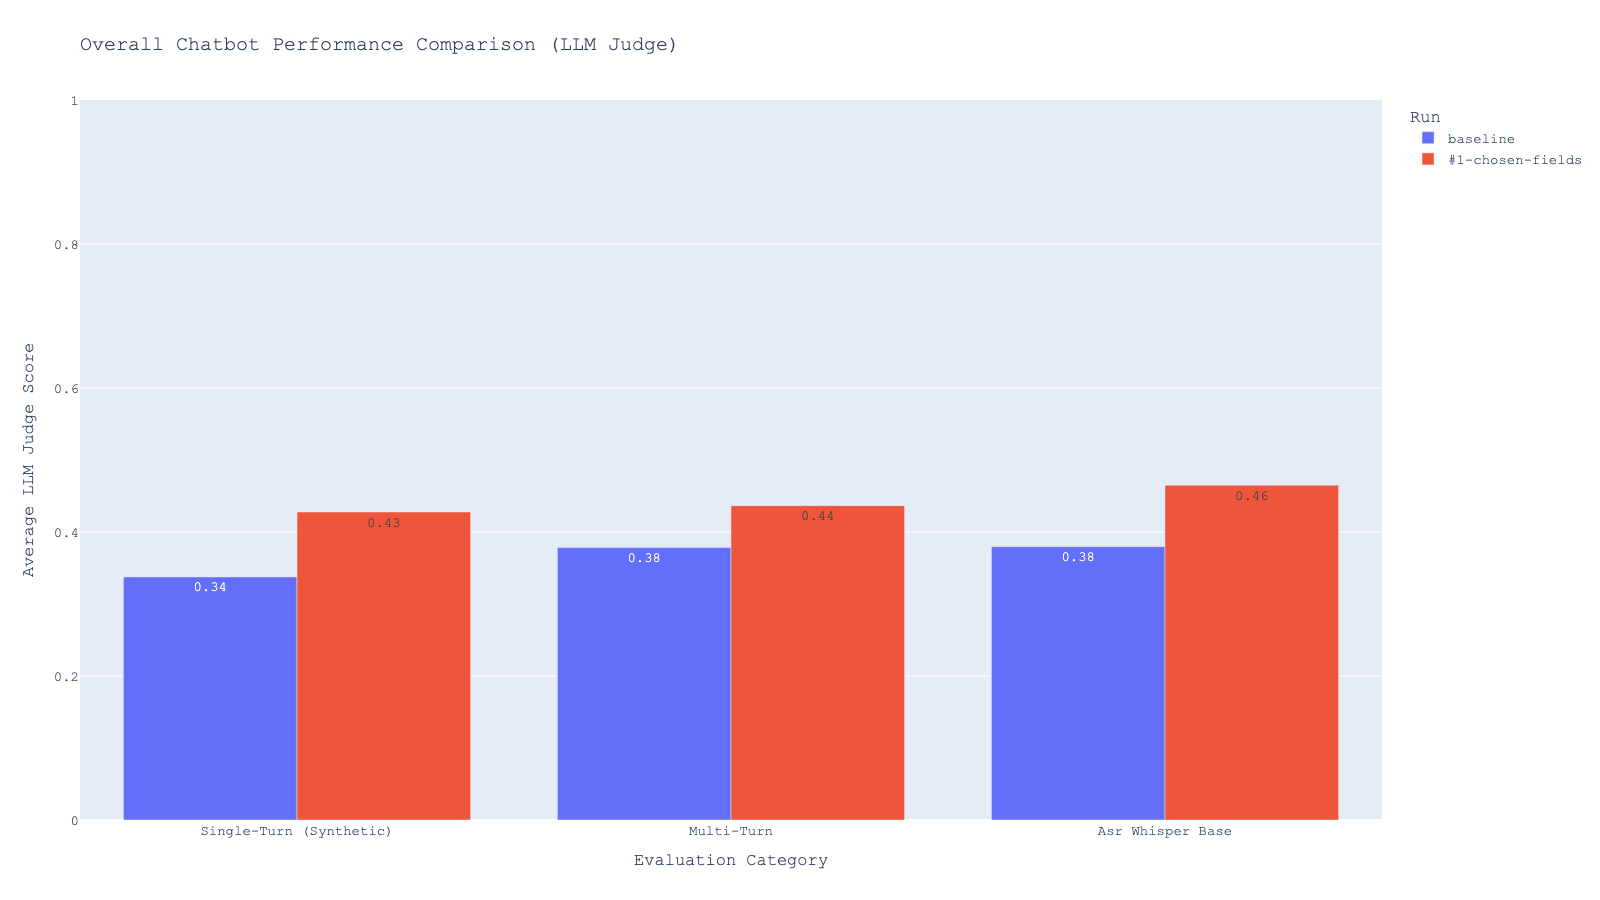 Overall Chatbot Performance Comparison (LLM Judge)
Run
baseline
#1-chosen-fields
Average LLM Judge Score
1
0.8
0.6
0.4
0.2
0
0.34
0.43
0.38
0.44
0.38
0.46
Single-Turn (Synthetic)
Multi-Turn
Asr Whisper Base
Evaluation Category